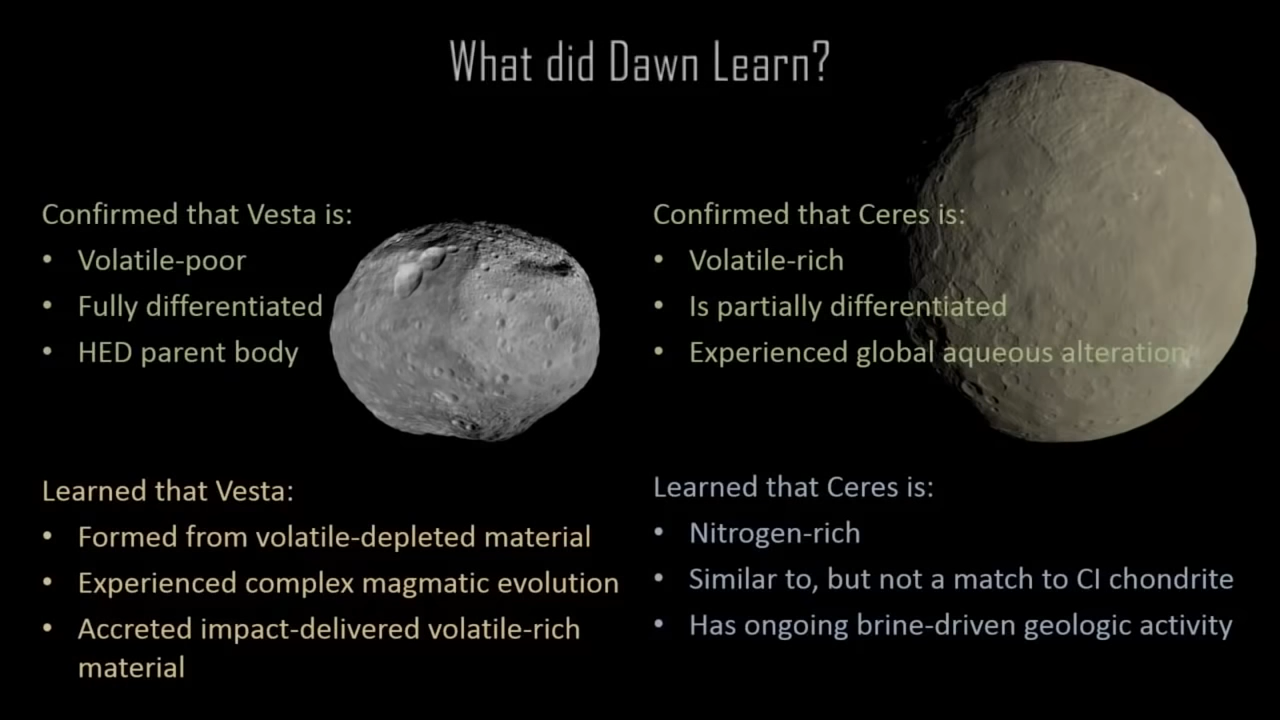 What did Dawn Learn?
Confirmed that Vesta is:
• Volatile-poor
• Fully differentiated
• HED parent body
Confirmed that Ceres is:
• Volatile-rich
• Is partially differentiated
• Experienced global aqueous alteration
Learned that Vesta:
• Formed from volatile-depleted material
• Experienced complex magmatic evolution
• Accreted impact-delivered volatile-rich
material
Learned that Ceres is:
• Nitrogen-rich
• Similar to, but not a match to CI chondrite
• Has ongoing brine-driven geologic activity